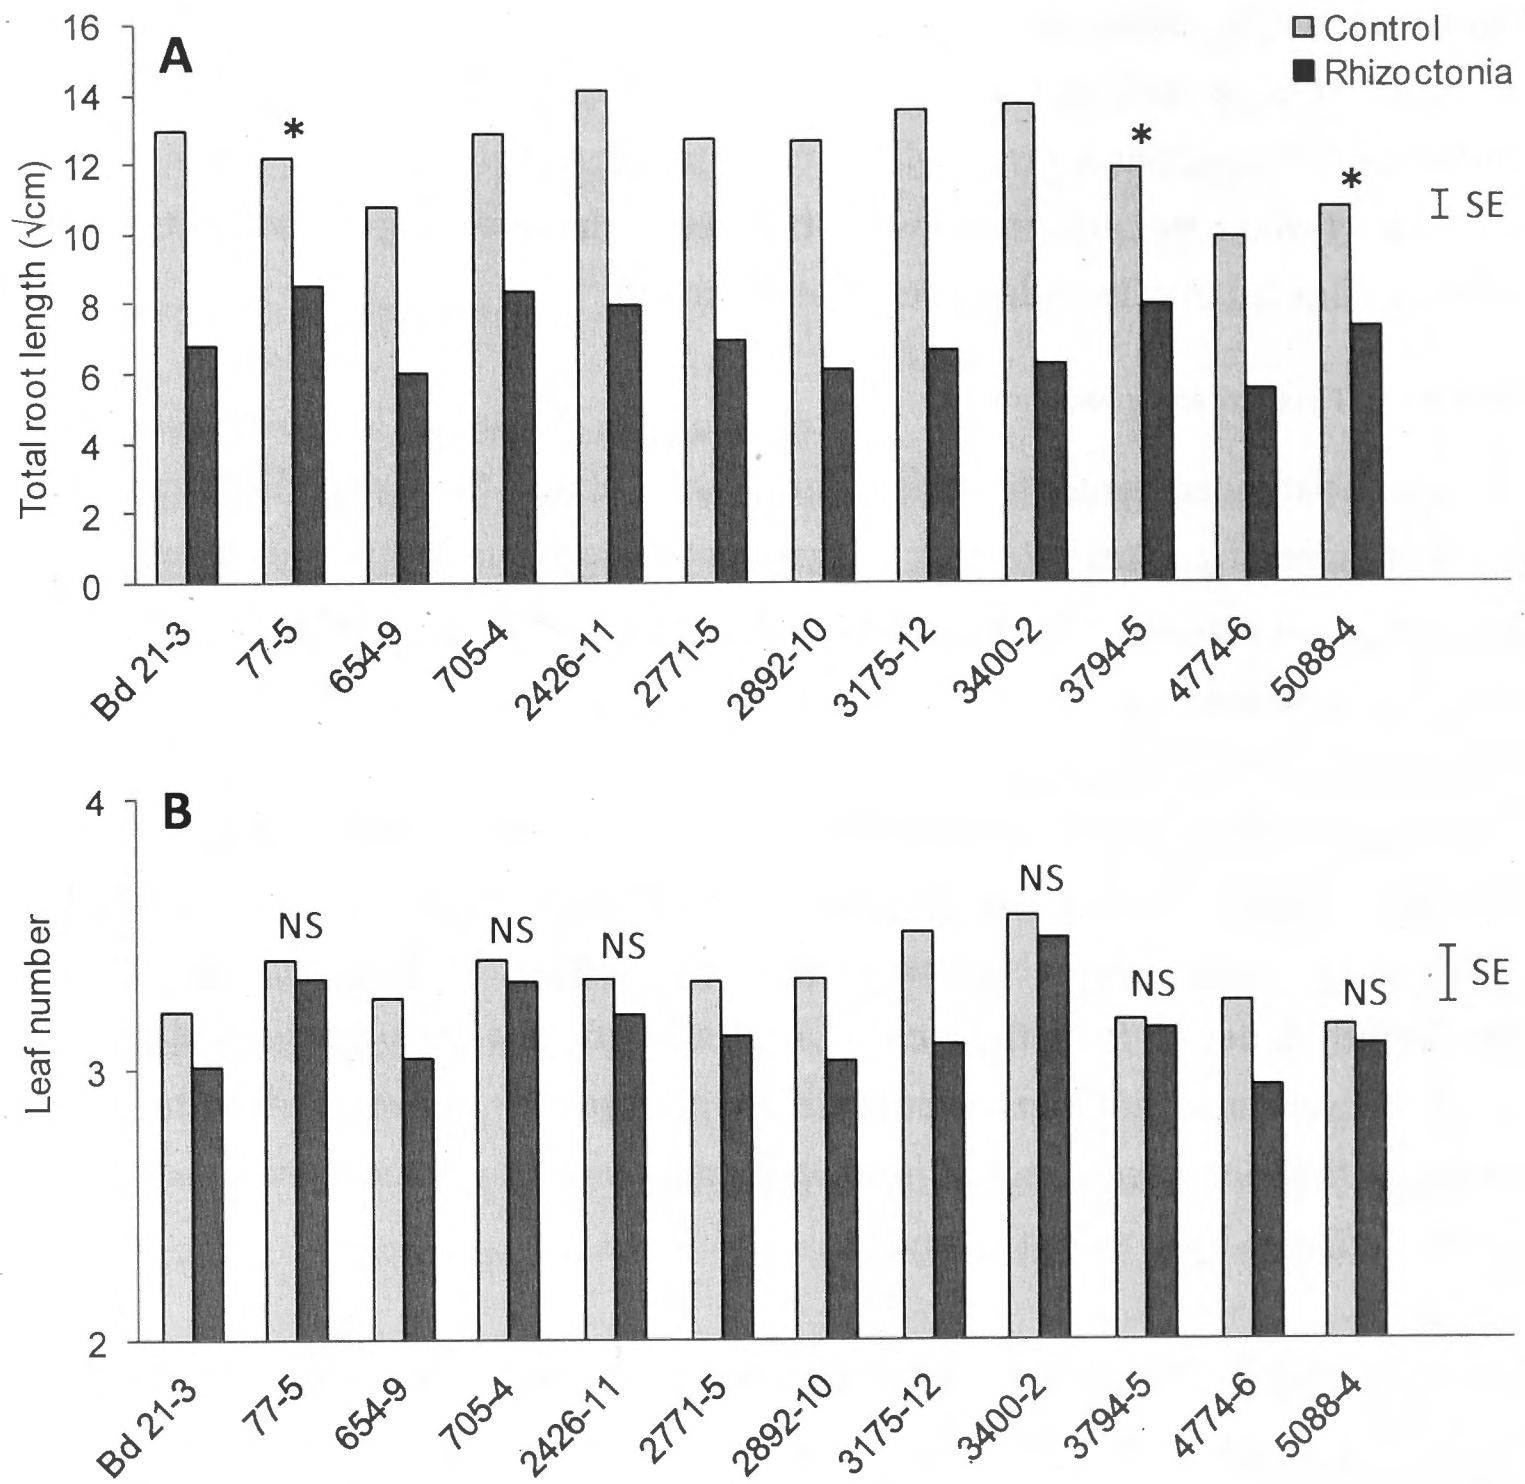 A
Control
Rhizoctonia
16
14
12
10
8
6
4
2
0
Total root length (√cm)
*
*
*
SE
Bd 21-3
77-5
654-9
705-4
2426-11
2771-5
2892-10
3175-12
3400-2
3794-5
4774-6
5088-4
B
4
3
2
Leaf number
NS
NS
NS
NS
NS
NS
SE
Bd 21-3
77-5
654-9
705-4
2426-11
2771-5
2892-10
3175-12
3400-2
3794-5
4774-6
5088-4